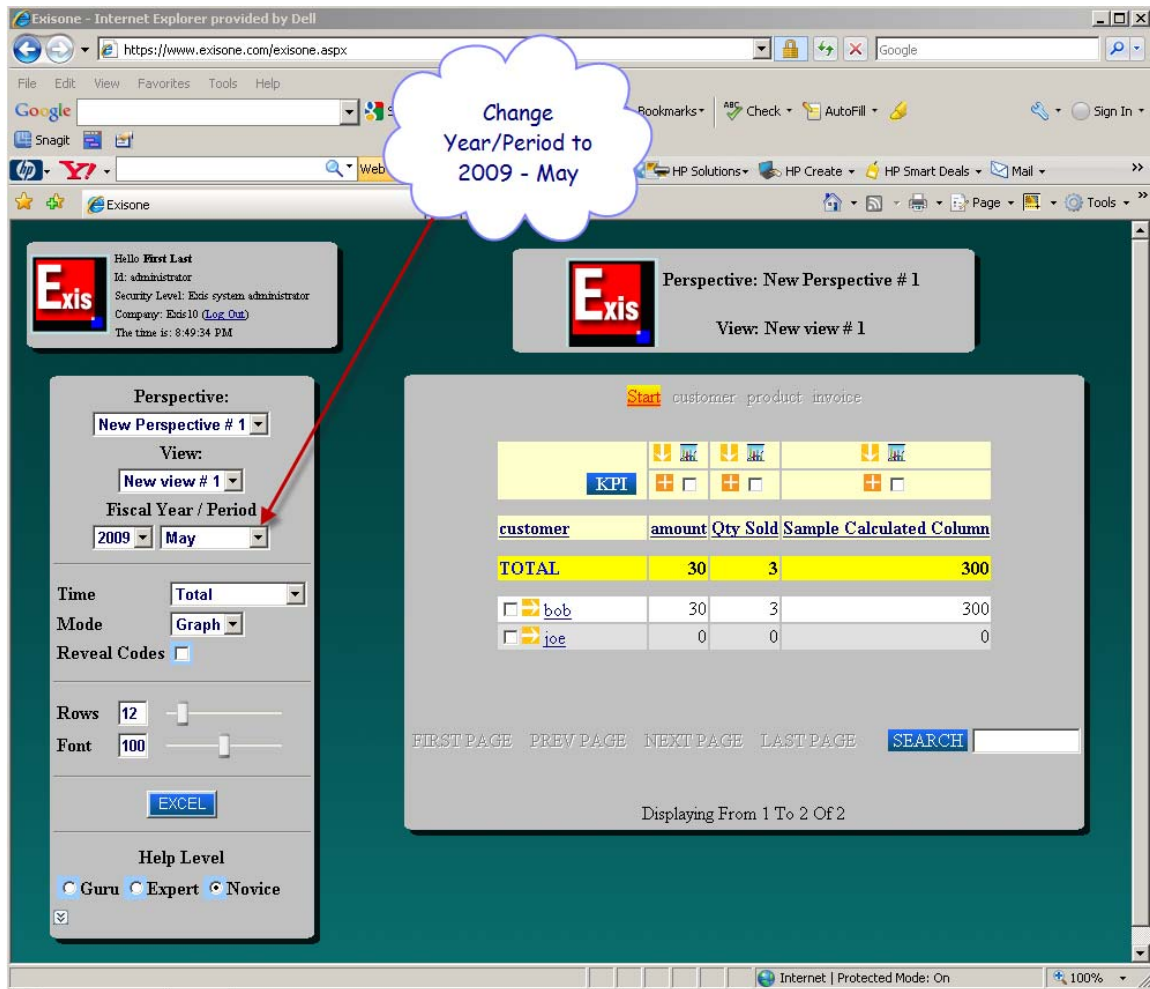 Exisone - Internet Explorer provided by Dell
https://www.exisone.com/exisone.aspx
Google
File Edit View Favorites Tools Help
Google
Bookmarks
Check
AutoFill
Sign In
Snagit
Web
HP Solutions
HP Create
HP Smart Deals
Mail
Exisone
Page
Tools
Change
Year/Period to
2009 - May
Exis
Hello First Last
Id: administrator
Security Level: Exis system administrator
Company: Exis10 (Log Out)
The time is: 8:49:34 PM
Exis
Perspective: New Perspective # 1
View: New view # 1
Perspective:
New Perspective # 1
View:
New view # 1
Fiscal Year / Period
2009 May
Time Total
Mode Graph
Reveal Codes
Rows 12
Font 100
EXCEL
Help Level
Guru Expert Novice
Start customer product invoice
KPI
customer amount Qty Sold Sample Calculated Column
TOTAL 30 3 300
bob 30 3 300
joe 0 0 0
FIRST PAGE PREV PAGE NEXT PAGE LAST PAGE SEARCH
Displaying From 1 To 2 Of 2
Internet | Protected Mode: On
100%